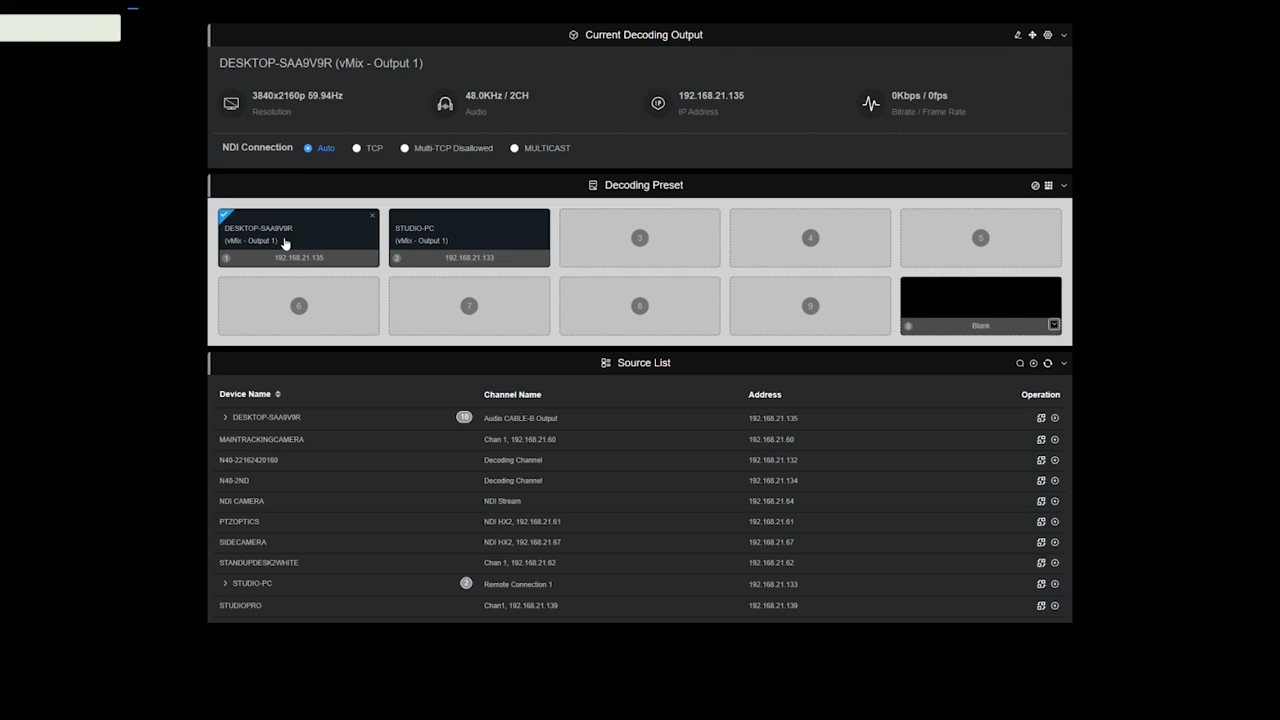 Current Decoding Output
DESKTOP-SAA9V9R (vMix - Output 1)
3840x2160p 59.94Hz
Resolution
48.0KHz / 2CH
Audio
IP
192.168.21.135
IP Address
0Kbps / 0fps
Bitrate / Frame Rate
NDI Connection Auto TCP Multi-TCP Disallowed MULTICAST
Decoding Preset
DESKTOP-SAA9V9R
(vMix - Output 1)
1 192.168.21.135
STUDIO-PC
(vMix - Output 1)
2 192.168.21.133
3
4
5
6
7
8
9
0 Blank
Source List
Device Name Channel Name Address Operation
DESKTOP-SAA9V9R 10 Audio CABLE-B Output 192.168.21.135
MAINTRACKINGCAMERA Chan 1, 192.168.21.60 192.168.21.60
N40-22162420160 Decoding Channel 192.168.21.132
N40-2ND Decoding Channel 192.168.21.134
NDI CAMERA NDI Stream 192.168.21.64
PTZOPTICS NDI HX2, 192.168.21.61 192.168.21.61
SIDECAMERA NDI HX2, 192.168.21.67 192.168.21.67
STANDUPDESK2WHITE Chan 1, 192.168.21.62 192.168.21.62
STUDIO-PC 2 Remote Connection 1 192.168.21.133
STUDIOPRO Chan1, 192.168.21.139 192.168.21.139